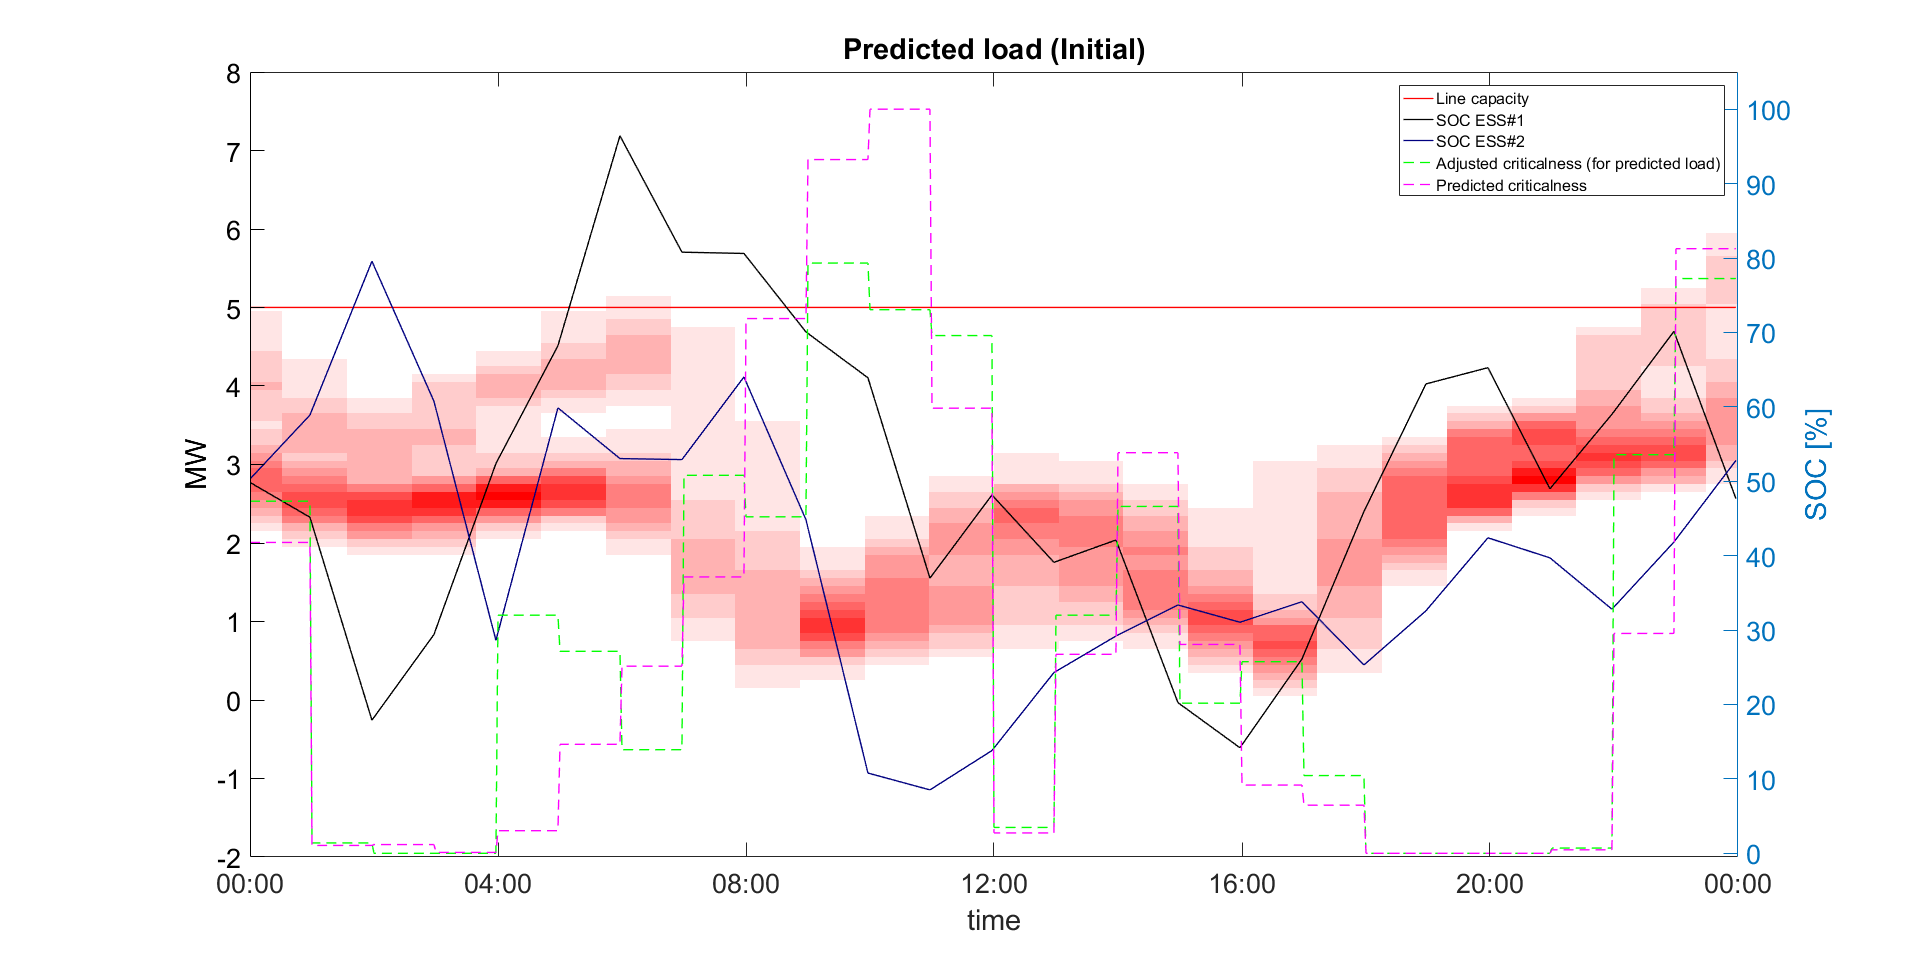 Predicted load (Initial)
Line capacity
SOC ESS#1
SOC ESS#2
Adjusted criticalness (for predicted load)
Predicted criticalness
MW
8
7
6
5
4
3
2
1
0
-1
-2
100
90
80
70
60
50
40
30
20
10
0
SOC [%]
00:00 04:00 08:00 12:00 16:00 20:00 00:00
time